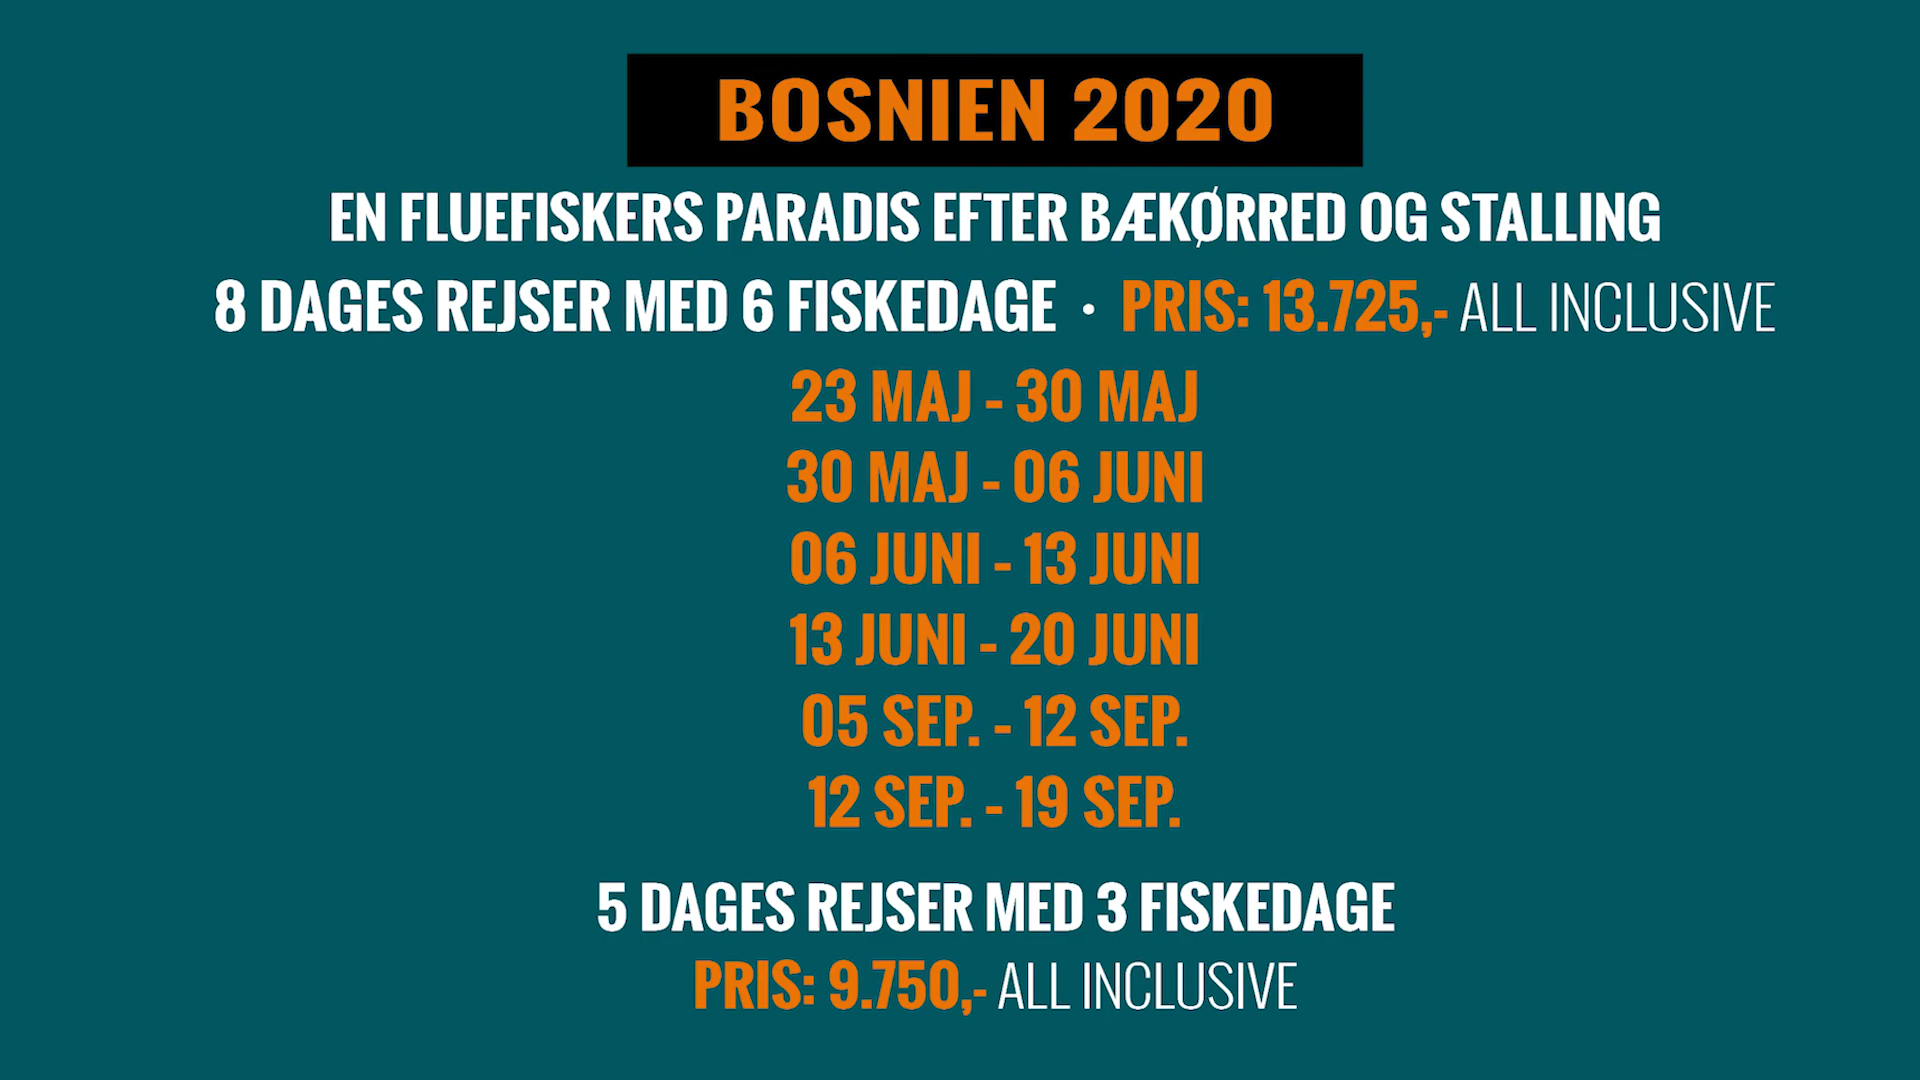 BOSNIEN 2020
EN FLUEFISKERS PARADIS EFTER BÆKØRRED OG STALLING
8 DAGES REJSER MED 6 FISKEDAGE · PRIS: 13.725,- ALL INCLUSIVE
23 MAJ - 30 MAJ
30 MAJ - 06 JUNI
06 JUNI - 13 JUNI
13 JUNI - 20 JUNI
05 SEP. - 12 SEP.
12 SEP. - 19 SEP.
5 DAGES REJSER MED 3 FISKEDAGE
PRIS: 9.750,- ALL INCLUSIVE